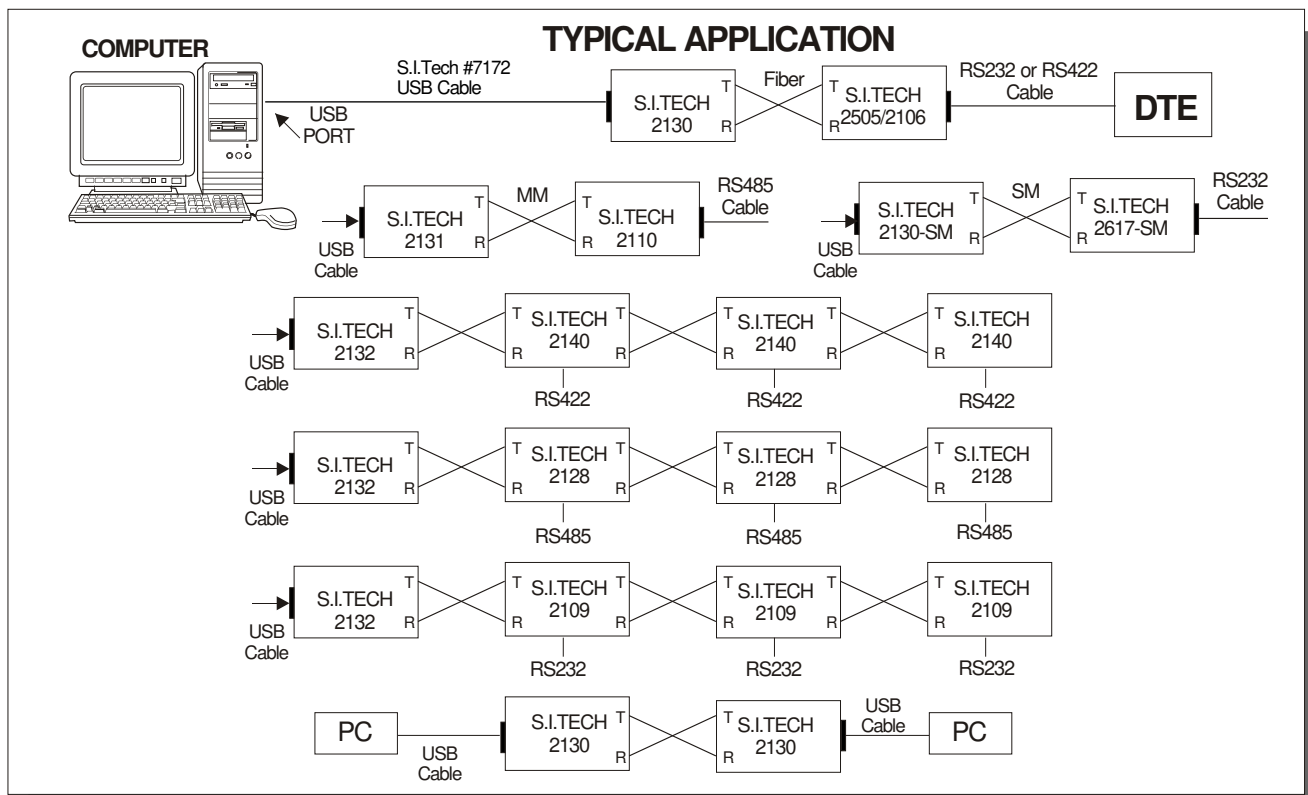 TYPICAL APPLICATION
COMPUTER
S.I.Tech #7172
USB Cable
USB
PORT
S.I.TECH
2130
T
R
Fiber
T
R
S.I.TECH
2505/2106
RS232 or RS422
Cable
DTE
USB
Cable
S.I.TECH
2131
T
R
MM
T
R
S.I.TECH
2110
RS485
Cable
USB
Cable
S.I.TECH
2130-SM
T
R
SM
T
R
S.I.TECH
2617-SM
RS232
Cable
USB
Cable
S.I.TECH
2132
T
R
T
R
S.I.TECH
2140
T
R
RS422
T
R
S.I.TECH
2140
T
R
RS422
T
R
S.I.TECH
2140
RS422
USB
Cable
S.I.TECH
2132
T
R
T
R
S.I.TECH
2128
T
R
RS485
T
R
S.I.TECH
2128
T
R
RS485
T
R
S.I.TECH
2128
RS485
USB
Cable
S.I.TECH
2132
T
R
T
R
S.I.TECH
2109
T
R
RS232
T
R
S.I.TECH
2109
T
R
RS232
T
R
S.I.TECH
2109
RS232
PC
USB
Cable
S.I.TECH
2130
T
R
T
R
S.I.TECH
2130
USB
Cable
PC